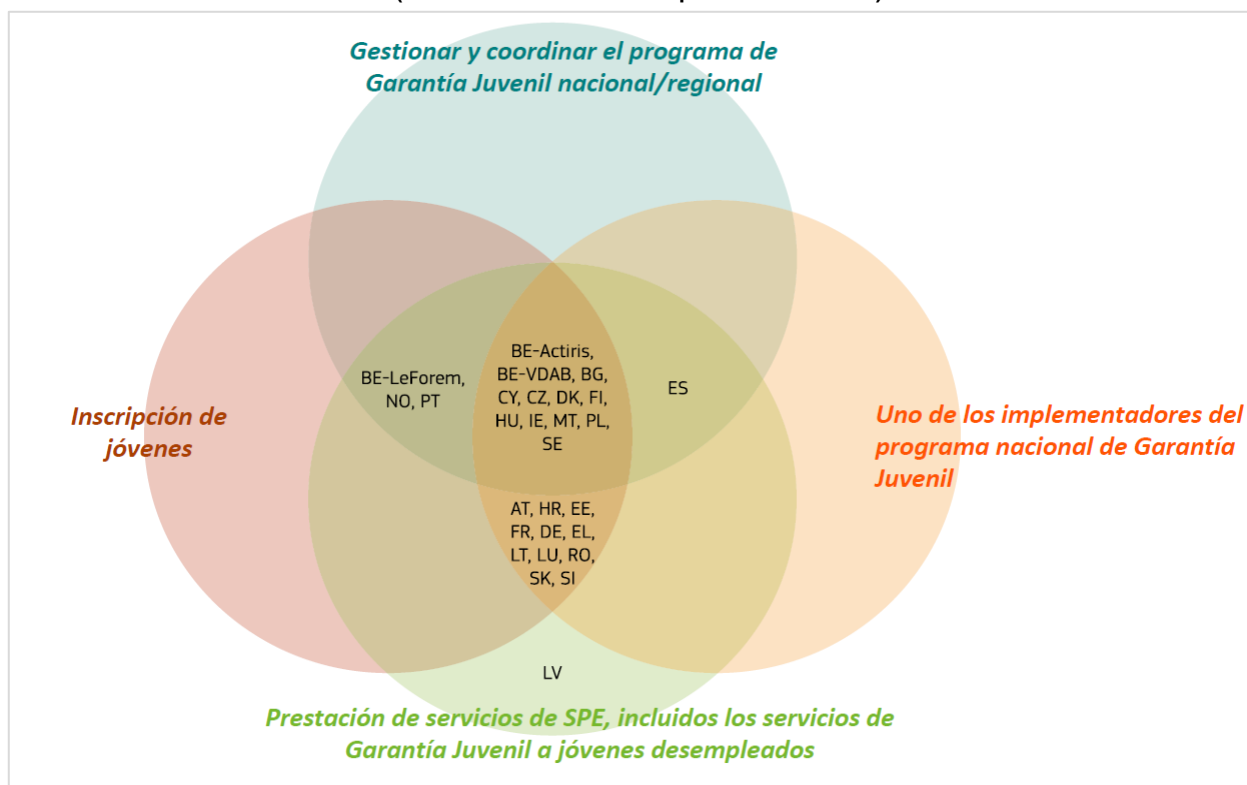 Gestionar y coordinar el programa de
Garantía Juvenil nacional/regional
BE-LeForem,
NO, PT
BE-Actiris,
BE-VDAB, BG,
CY, CZ, DK, FI,
HU, IE, MT, PL,
SE
ES
Inscripción de
jóvenes
Uno de los implementadores del
programa nacional de Garantía
Juvenil
AT, HR, EE,
FR, DE, EL,
LT, LU, RO,
SK, SI
LV
Prestación de servicios de SPE, incluidos los servicios de
Garantía Juvenil a jóvenes desempleados